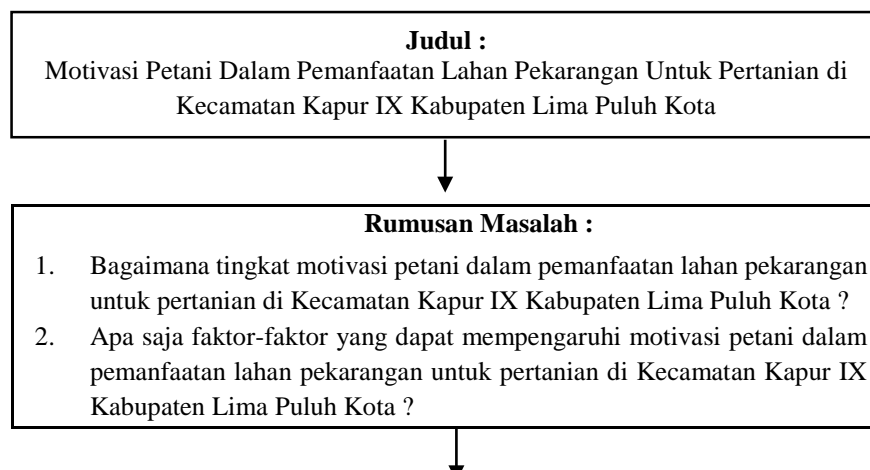 Judul :
Motivasi Petani Dalam Pemanfaatan Lahan Pekarangan Untuk Pertanian di
Kecamatan Kapur IX Kabupaten Lima Puluh Kota
Rumusan Masalah :
1. Bagaimana tingkat motivasi petani dalam pemanfaatan lahan pekarangan
untuk pertanian di Kecamatan Kapur IX Kabupaten Lima Puluh Kota ?
2. Apa saja faktor-faktor yang dapat mempengaruhi motivasi petani dalam
pemanfaatan lahan pekarangan untuk pertanian di Kecamatan Kapur IX
Kabupaten Lima Puluh Kota ?